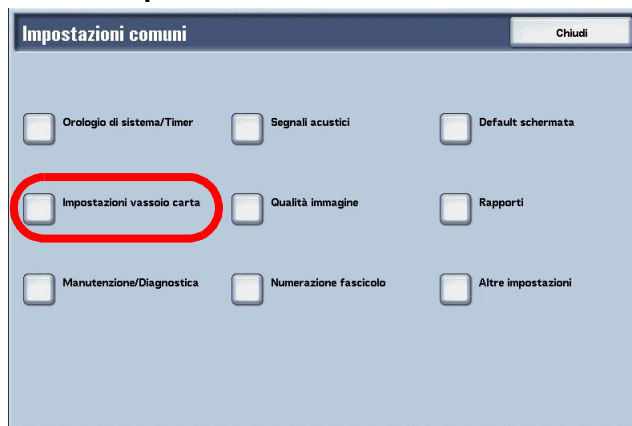 Impostazioni comuni
Chiudi
Orologio di sistema/Timer
Segnali acustici
Default schermata
Impostazioni vassoio carta
Qualità immagine
Rapporti
Manutenzione/Diagnostica
Numerazione fascicolo
Altre impostazioni